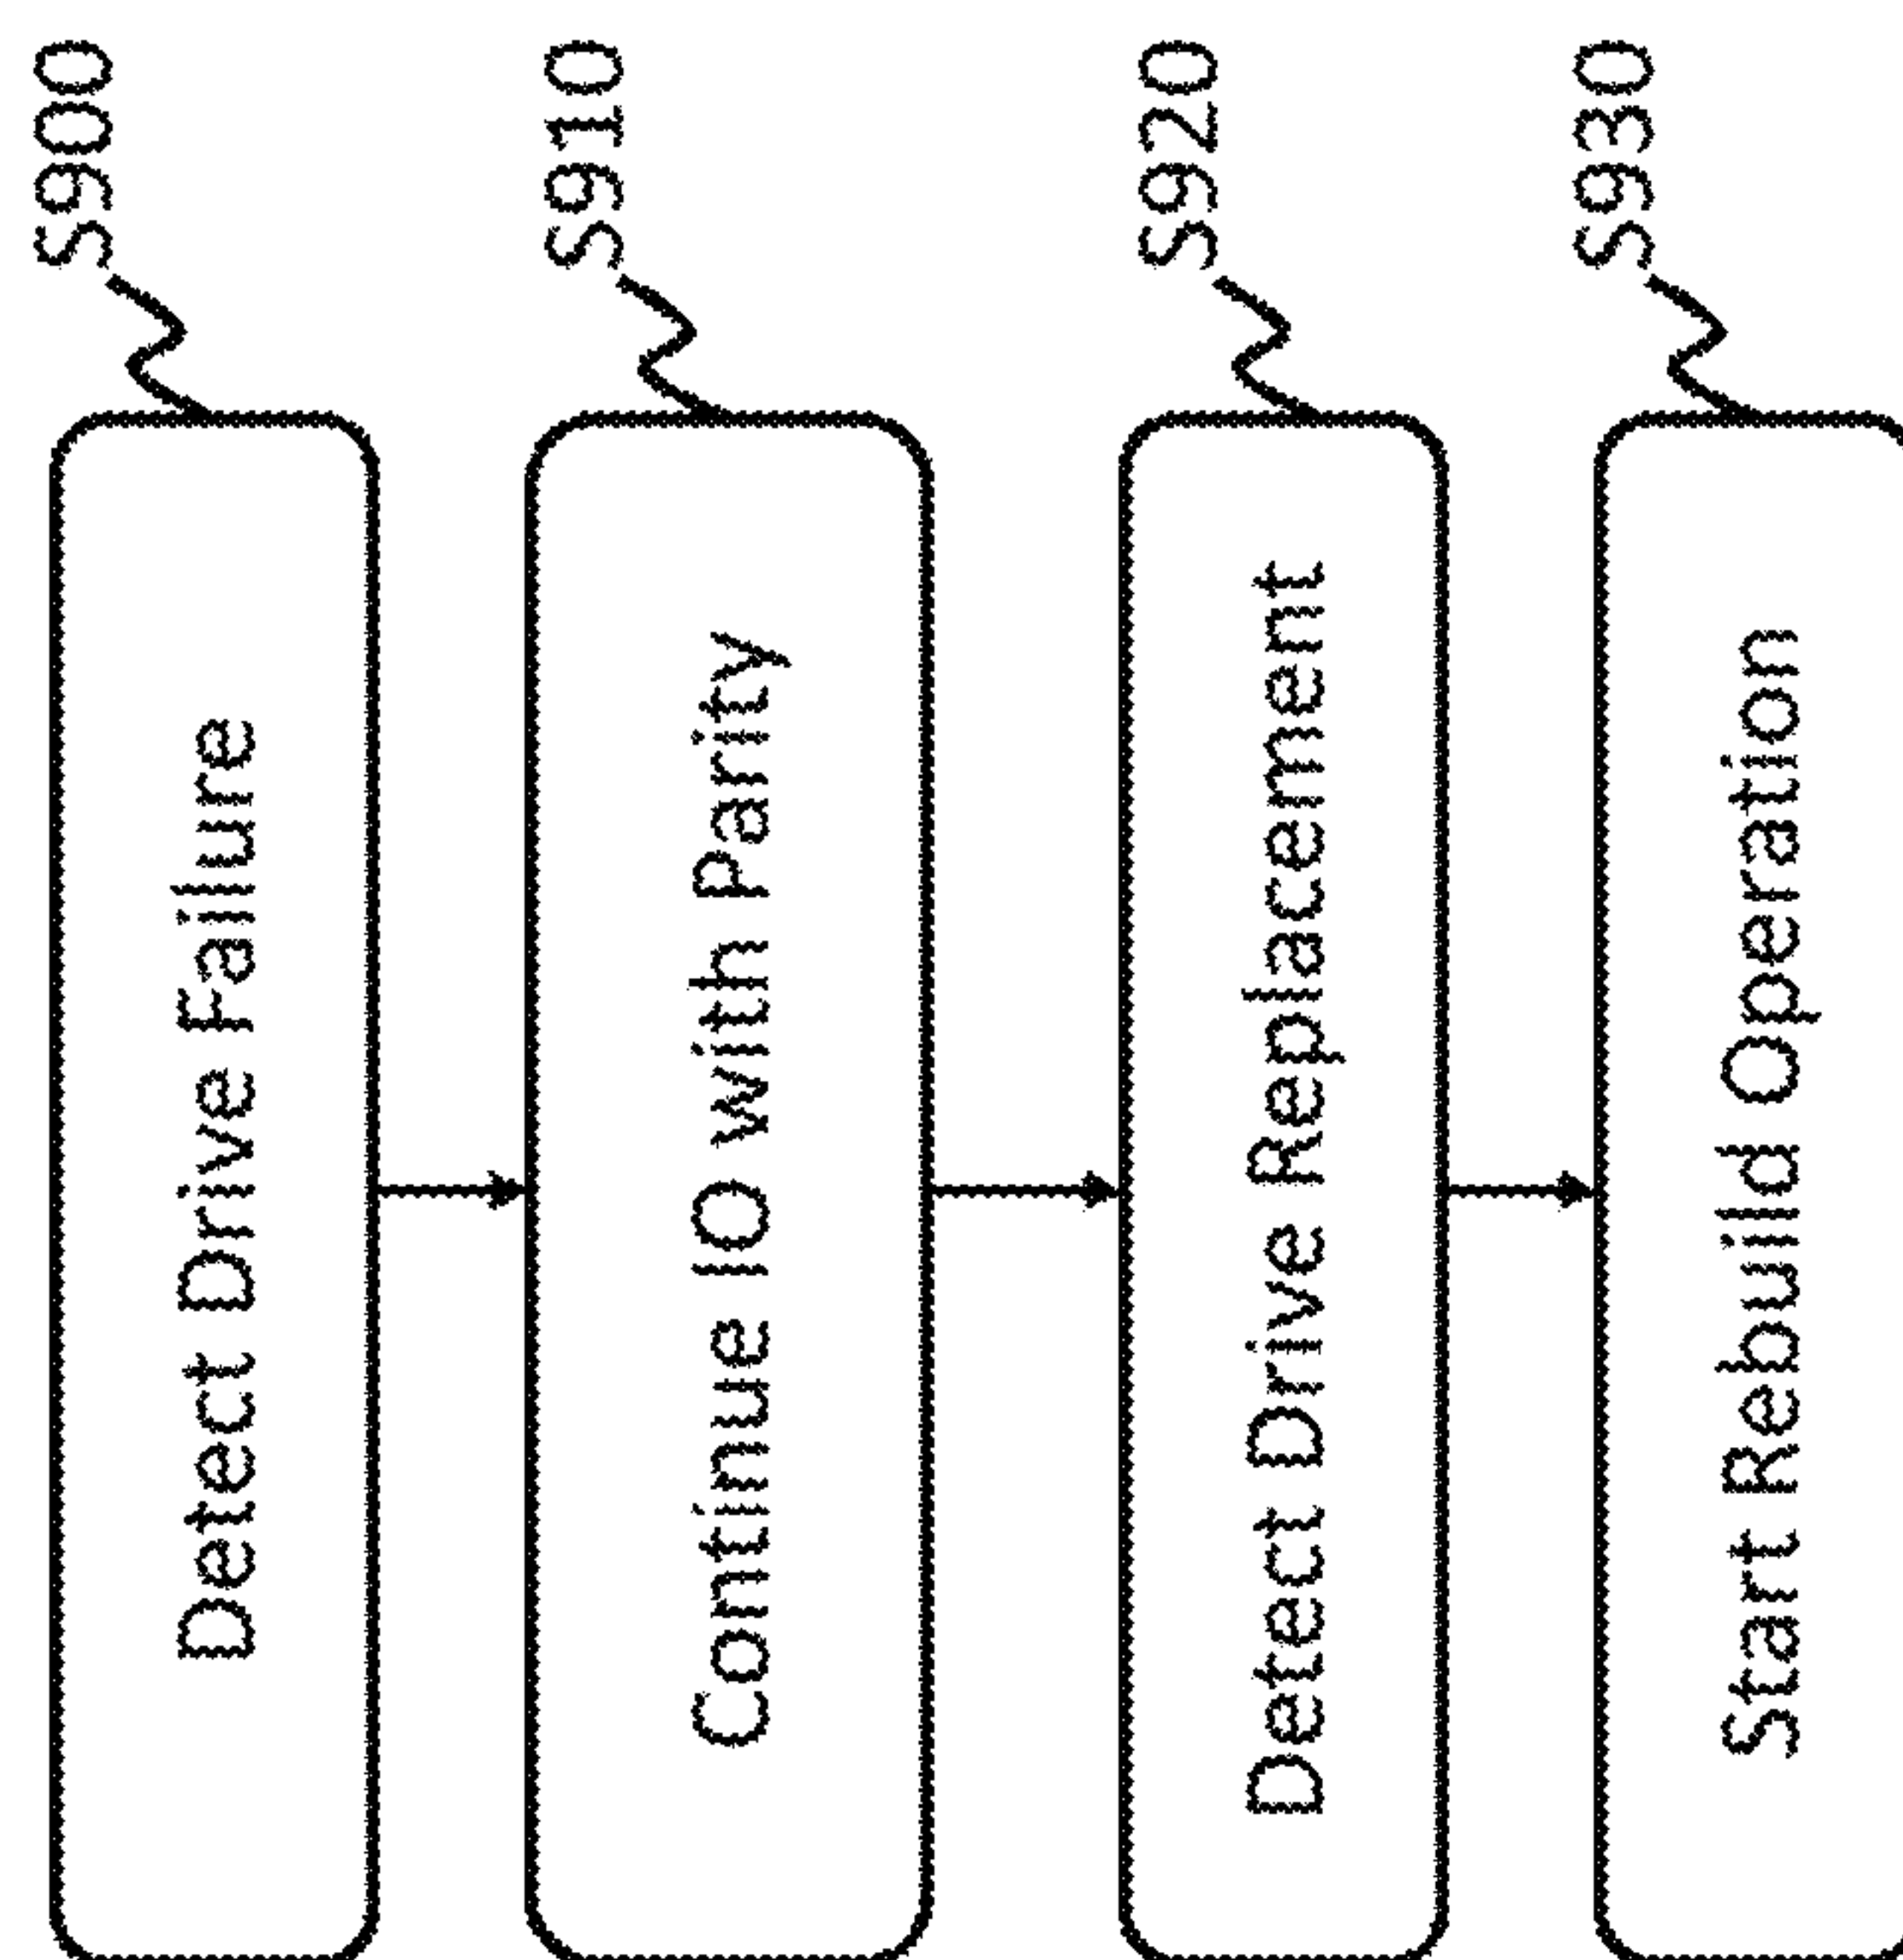 S900
Detect Drive Failure
S910
Continue IO with Parity
S920
Detect Drive Replacement
S930
Start Rebuild Operation